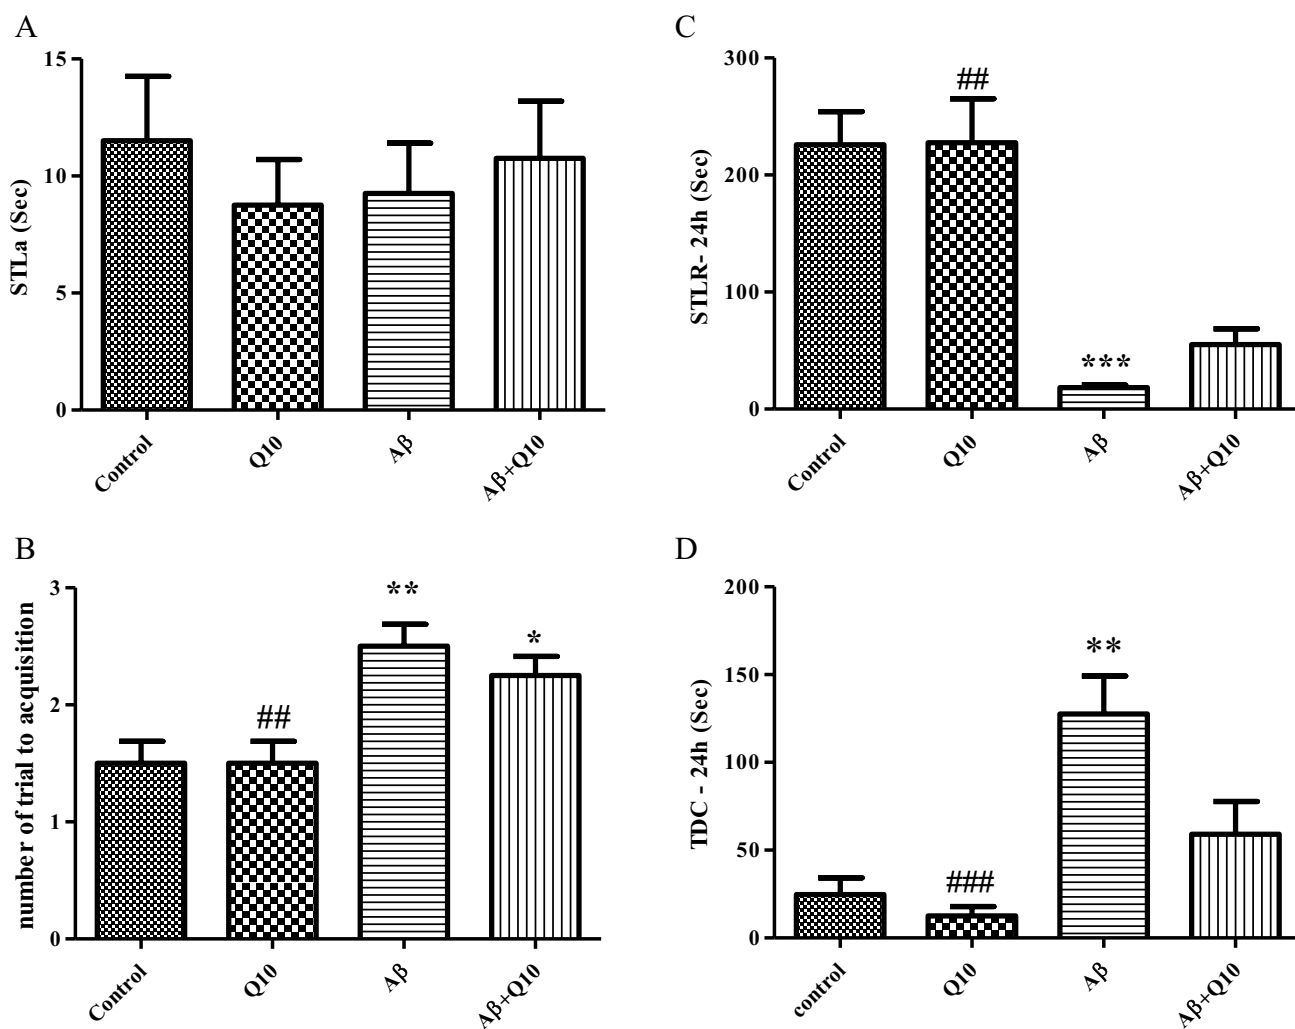 A
STLa (Sec)
15
10
5
0
Control
Q10
Aβ
Aβ+Q10
C
STLR- 24h (Sec)
300
200
100
0
##
***
Control
Q10
Aβ
Aβ+Q10
B
number of trial to acquisition
3
2
1
0
##
**
*
Control
Q10
Aβ
Aβ+Q10
D
TDC - 24h (Sec)
200
150
100
50
0
###
**
control
Q10
Aβ
Aβ+Q10